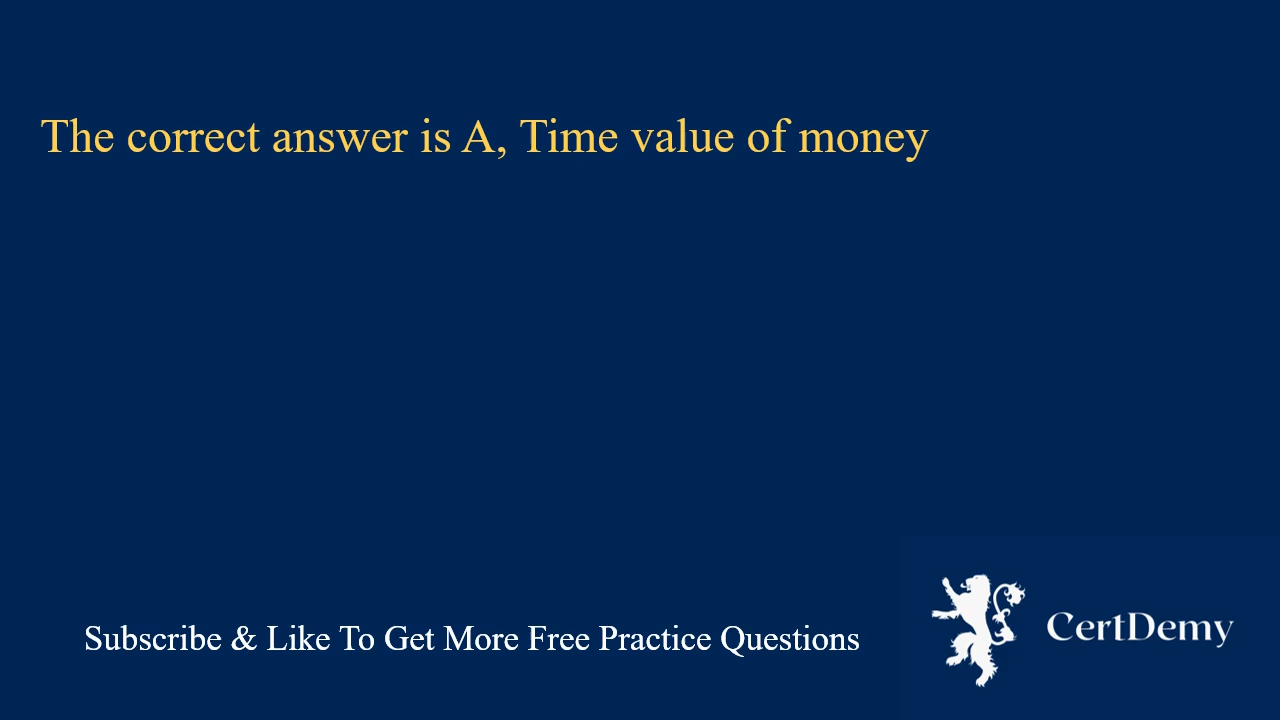 The correct answer is A, Time value of money
Subscribe & Like To Get More Free Practice Questions
CertDemy